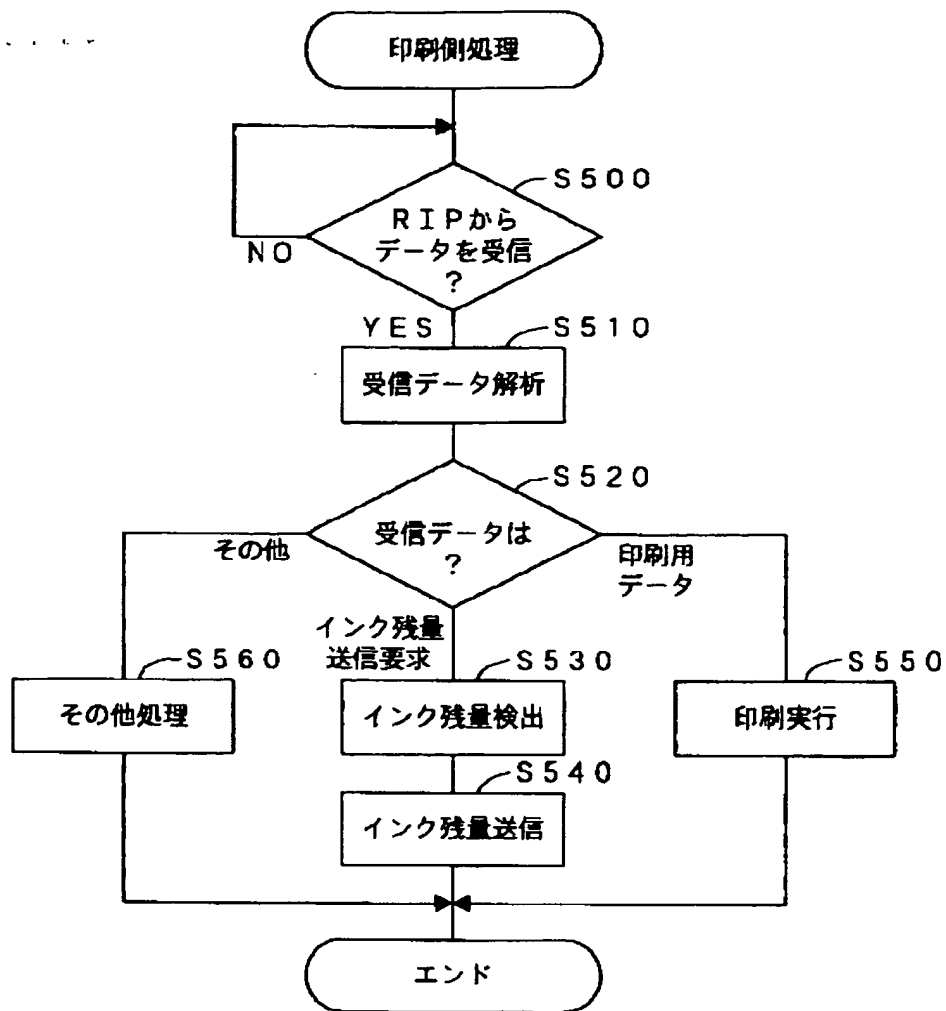 印刷側処理
S500
RIPから
データを受信
?
NO
YES
S510
受信データ解析
S520
受信データは
?
その他
印刷用
データ
インク残量
送信要求
S560
S530
S550
その他処理
インク残量検出
印刷実行
S540
インク残量送信
エンド